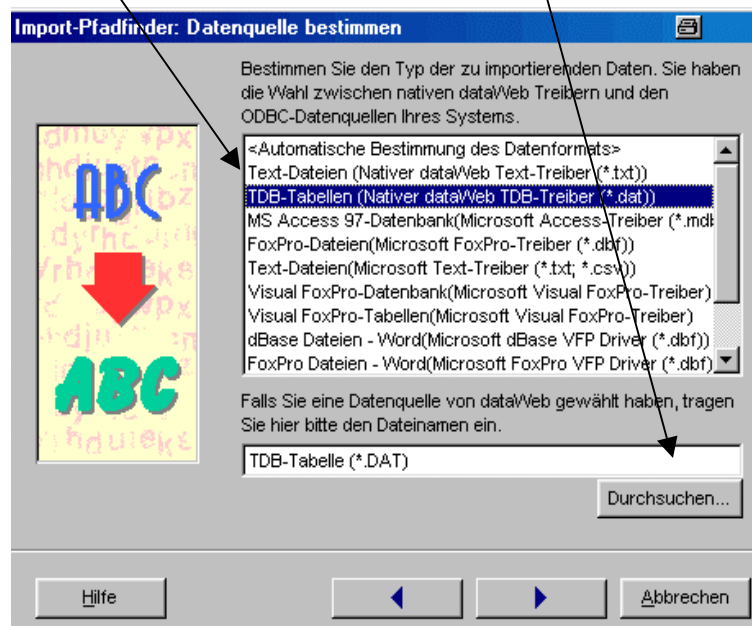 Import-Pfadfinder: Datenquelle bestimmen
Bestimmen Sie den Typ der zu importierenden Daten. Sie haben
die Wahl zwischen nativen dataWeb Treibern und den
ODBC-Datenquellen Ihres Systems.
<Automatische Bestimmung des Datenformats>
Text-Dateien (Nativer dataWeb Text-Treiber (*.txt))
TDB-Tabellen (Nativer dataWeb TDB-Treiber (*.dat))
MS Access 97-Datenbank(Microsoft Access-Treiber (*.mdb
FoxPro-Dateien(Microsoft FoxPro-Treiber (*.dbf))
Text-Dateien(Microsoft Text-Treiber (*.txt; *.csv))
Visual FoxPro-Datenbank(Microsoft Visual FoxPro-Treiber)
Visual FoxPro-Tabellen(Microsoft Visual FoxPro-Treiber)
dBase Dateien - Word(Microsoft dBase VFP Driver (*.dbf))
FoxPro Dateien - Word(Microsoft FoxPro VFP Driver (*.dbf)
ABC
ABC
Falls Sie eine Datenquelle von dataWeb gewählt haben, tragen
Sie hier bitte den Dateinamen ein.
TDB-Tabelle (*.DAT)
Durchsuchen...
Hilfe
Abbrechen